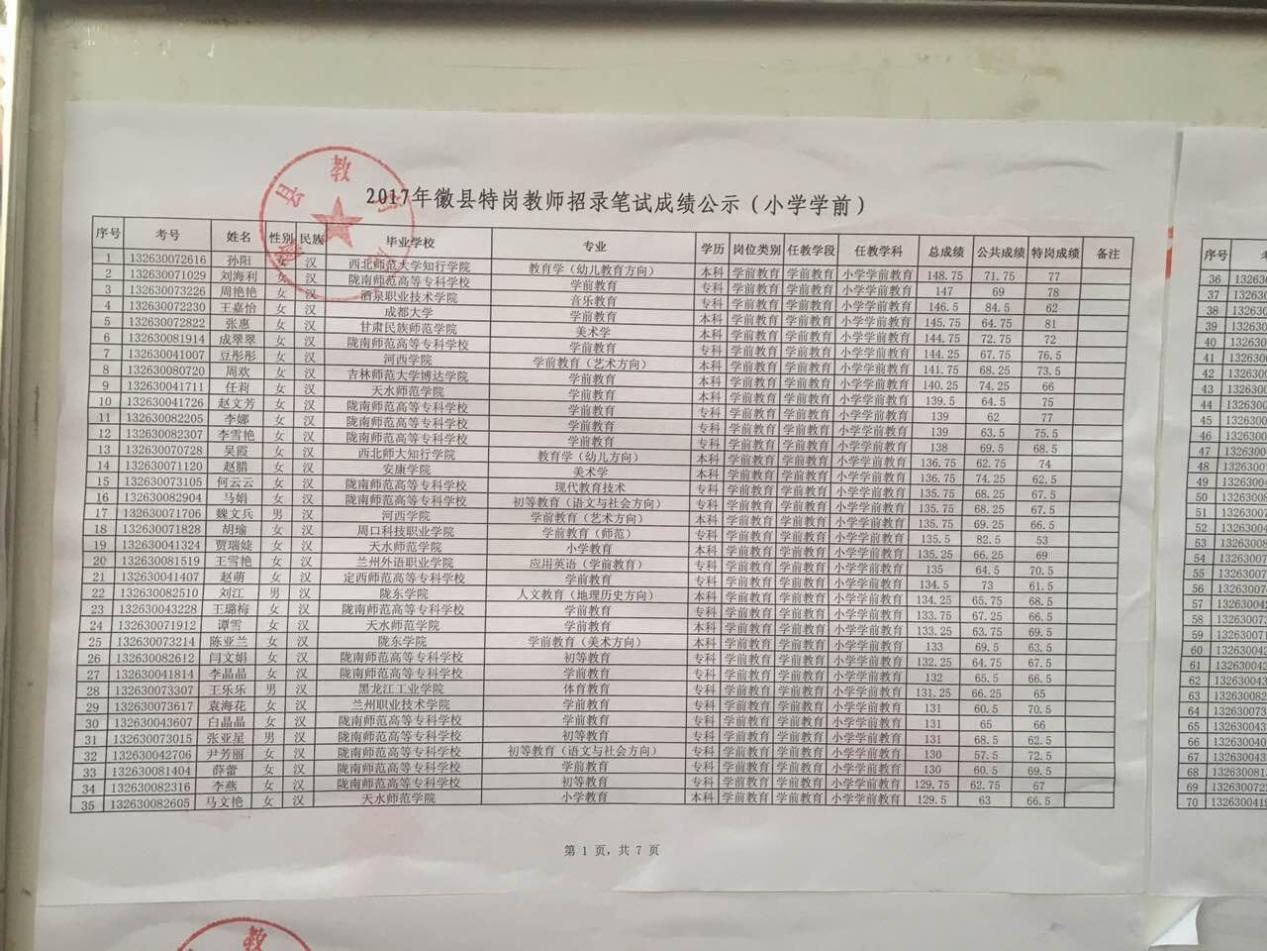 2017年徽县特岗教师招录笔试成绩公示（小学学前）
序号 考号 姓名 性别 民族 毕业学校 专业 学历 岗位类别 任教学段 任教学科 总成绩 公共成绩 特岗成绩 备注
1 132630072616 孙阳 女 汉 西北师范大学知行学院 教育学（幼儿教育方向） 本科 学前教育 学前教育 小学学前教育 148.75 71.75 77
2 132630071029 刘海利 女 汉 陇南师范高等专科学校 学前教育 专科 学前教育 学前教育 小学学前教育 147 69 78
3 132630073226 周艳艳 女 汉 酒泉职业技术学院 音乐教育 专科 学前教育 学前教育 小学学前教育 146.5 84.5 62
4 132630072230 王嘉怡 女 汉 成都大学 学前教育 本科 学前教育 学前教育 小学学前教育 145.75 64.75 81
5 132630072822 张惠 女 汉 甘肃民族师范学院 美术学 本科 学前教育 学前教育 小学学前教育 144.75 72.75 72
6 132630081914 成翠翠 女 汉 陇南师范高等专科学校 学前教育 专科 学前教育 学前教育 小学学前教育 144.25 67.75 76.5
7 132630041007 豆彤彤 女 汉 河西学院 学前教育（艺术方向） 本科 学前教育 学前教育 小学学前教育 141.75 68.25 73.5
8 132630080720 周欢 女 汉 吉林师范大学博达学院 学前教育 本科 学前教育 学前教育 小学学前教育 140.25 74.25 66
9 132630041711 任莉 女 汉 天水师范学院 学前教育 本科 学前教育 学前教育 小学学前教育 139.5 64.5 75
10 132630041726 赵文芳 女 汉 陇南师范高等专科学校 学前教育 专科 学前教育 学前教育 小学学前教育 139 62 77
11 132630082205 李娜 女 汉 陇南师范高等专科学校 学前教育 专科 学前教育 学前教育 小学学前教育 139 63.5 75.5
12 132630082307 李雪艳 女 汉 陇南师范高等专科学校 学前教育 专科 学前教育 学前教育 小学学前教育 138 69.5 68.5
13 132630070728 吴霞 女 汉 西北师大知行学院 教育学（幼儿方向） 本科 学前教育 学前教育 小学学前教育 136.75 62.75 74
14 132630071120 赵腊 女 汉 安康学院 美术学 本科 学前教育 学前教育 小学学前教育 136.75 74.25 62.5
15 132630073105 何云云 女 汉 陇南师范高等专科学校 现代教育技术 专科 学前教育 学前教育 小学学前教育 135.75 68.25 67.5
16 132630082904 马娟 女 汉 陇南师范高等专科学校 初等教育（语文与社会方向） 专科 学前教育 学前教育 小学学前教育 135.75 68.25 67.5
17 132630071706 魏文兵 男 汉 河西学院 学前教育（艺术方向） 本科 学前教育 学前教育 小学学前教育 135.75 69.25 66.5
18 132630071828 胡瑜 女 汉 周口科技职业学院 学前教育（师范） 专科 学前教育 学前教育 小学学前教育 135.5 82.5 53
19 132630041324 贾瑞婕 女 汉 天水师范学院 小学教育 本科 学前教育 学前教育 小学学前教育 135.25 66.25 69
20 132630081519 王雪艳 女 汉 兰州外语职业学院 应用英语（学前教育） 专科 学前教育 学前教育 小学学前教育 135 64.5 70.5
21 132630041407 赵萌 女 汉 定西师范高等专科学校 学前教育 专科 学前教育 学前教育 小学学前教育 134.5 73 61.5
22 132630082510 刘江 男 汉 陇东学院 人文教育（地理历史方向） 本科 学前教育 学前教育 小学学前教育 134.25 65.75 68.5
23 132630043228 王璐梅 女 汉 陇南师范高等专科学校 学前教育 专科 学前教育 学前教育 小学学前教育 133.75 67.25 66.5
24 132630071912 谭雪 女 汉 天水师范学院 学前教育 本科 学前教育 学前教育 小学学前教育 133.25 63.75 69.5
25 132630073214 陈亚兰 女 汉 陇东学院 学前教育（美术方向） 本科 学前教育 学前教育 小学学前教育 133 69.5 63.5
26 132630082612 闫文娟 女 汉 陇南师范高等专科学校 初等教育 专科 学前教育 学前教育 小学学前教育 132.25 64.75 67.5
27 132630041814 李晶晶 女 汉 陇南师范高等专科学校 学前教育 专科 学前教育 学前教育 小学学前教育 132 65.5 66.5
28 132630073307 王乐乐 男 汉 黑龙江工业学院 体育教育 专科 学前教育 学前教育 小学学前教育 131.25 66.25 65
29 132630073617 袁海花 女 汉 兰州职业技术学院 学前教育 专科 学前教育 学前教育 小学学前教育 131 60.5 70.5
30 132630043607 白晶晶 女 汉 陇南师范高等专科学校 学前教育 专科 学前教育 学前教育 小学学前教育 131 65 66
31 132630073015 张亚星 男 汉 陇南师范高等专科学校 初等教育 专科 学前教育 学前教育 小学学前教育 131 68.5 62.5
32 132630042706 尹芳丽 女 汉 陇南师范高等专科学校 初等教育（语文与社会方向） 专科 学前教育 学前教育 小学学前教育 130 57.5 72.5
33 132630081404 薛蕾 女 汉 陇南师范高等专科学校 学前教育 专科 学前教育 学前教育 小学学前教育 130 60.5 69.5
34 132630082316 李燕 女 汉 陇南师范高等专科学校 初等教育 专科 学前教育 学前教育 小学学前教育 129.75 62.75 67
35 132630082605 马文艳 女 汉 天水师范学院 小学教育 本科 学前教育 学前教育 小学学前教育 129.5 63 66.5
第 1 页，共 7 页
县 教
序号
36
37
38
39
40
41
42
43
44
45
46
47
48
49
50
51
52
53
54
55
56
57
58
59
60
61
62
63
64
65
66
67
68
69
70
教